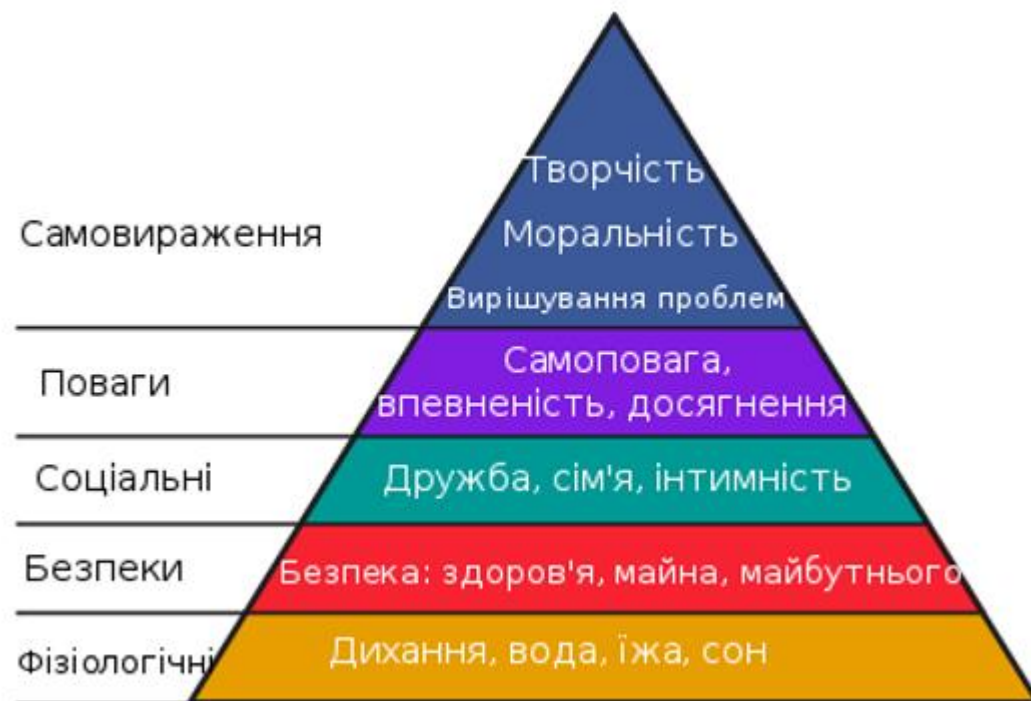 Творчість
Самовираження
Моральність
Вирішування проблем
Поваги
Самоповага,
впевненість, досягнення
Соціальні
Дружба, сім'я, інтимність
Безпеки
Безпека: здоров'я, майна, майбутнього
Фізіологічні
Дихання, вода, їжа, сон